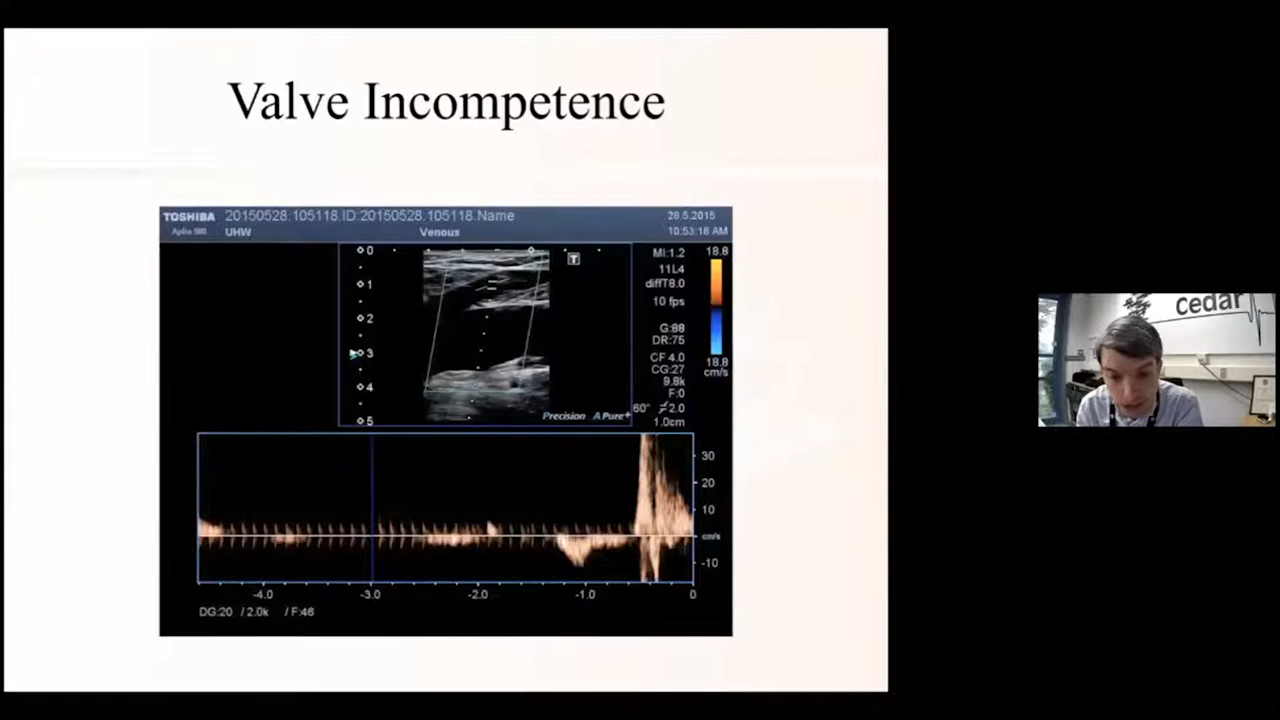 Valve Incompetence
TOSHIBA 20150528.105118.ID:20150528.105118.Name 28.5.2015
Aplio 500 UHW Venous 10:53:18 AM
0
1
2
3
4
5
T
MI:1.2
11L4
diffT8.0
10 fps
G:88
DR:75
CF 4.0
CG:27
9.8k
F:0
60° 2.0
1.0cm
18.8
18.8
cm/s
Precision APure+
30
20
10
cm/s
-10
-4.0 -3.0 -2.0 -1.0 0
DG:20 / 2.0k / F:46
cedar